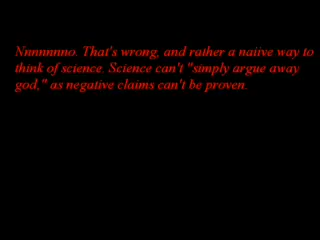 Nnnnnnno. That's wrong, and rather a naiive way to
think of science. Science can't "simply argue away
god," as negative claims can't be proven.